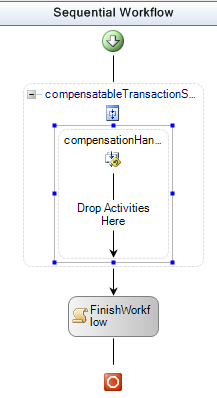 Sequential Workflow
compensatableTransactionS...
compensationHan...
Drop Activities
Here
FinishWorkf
low